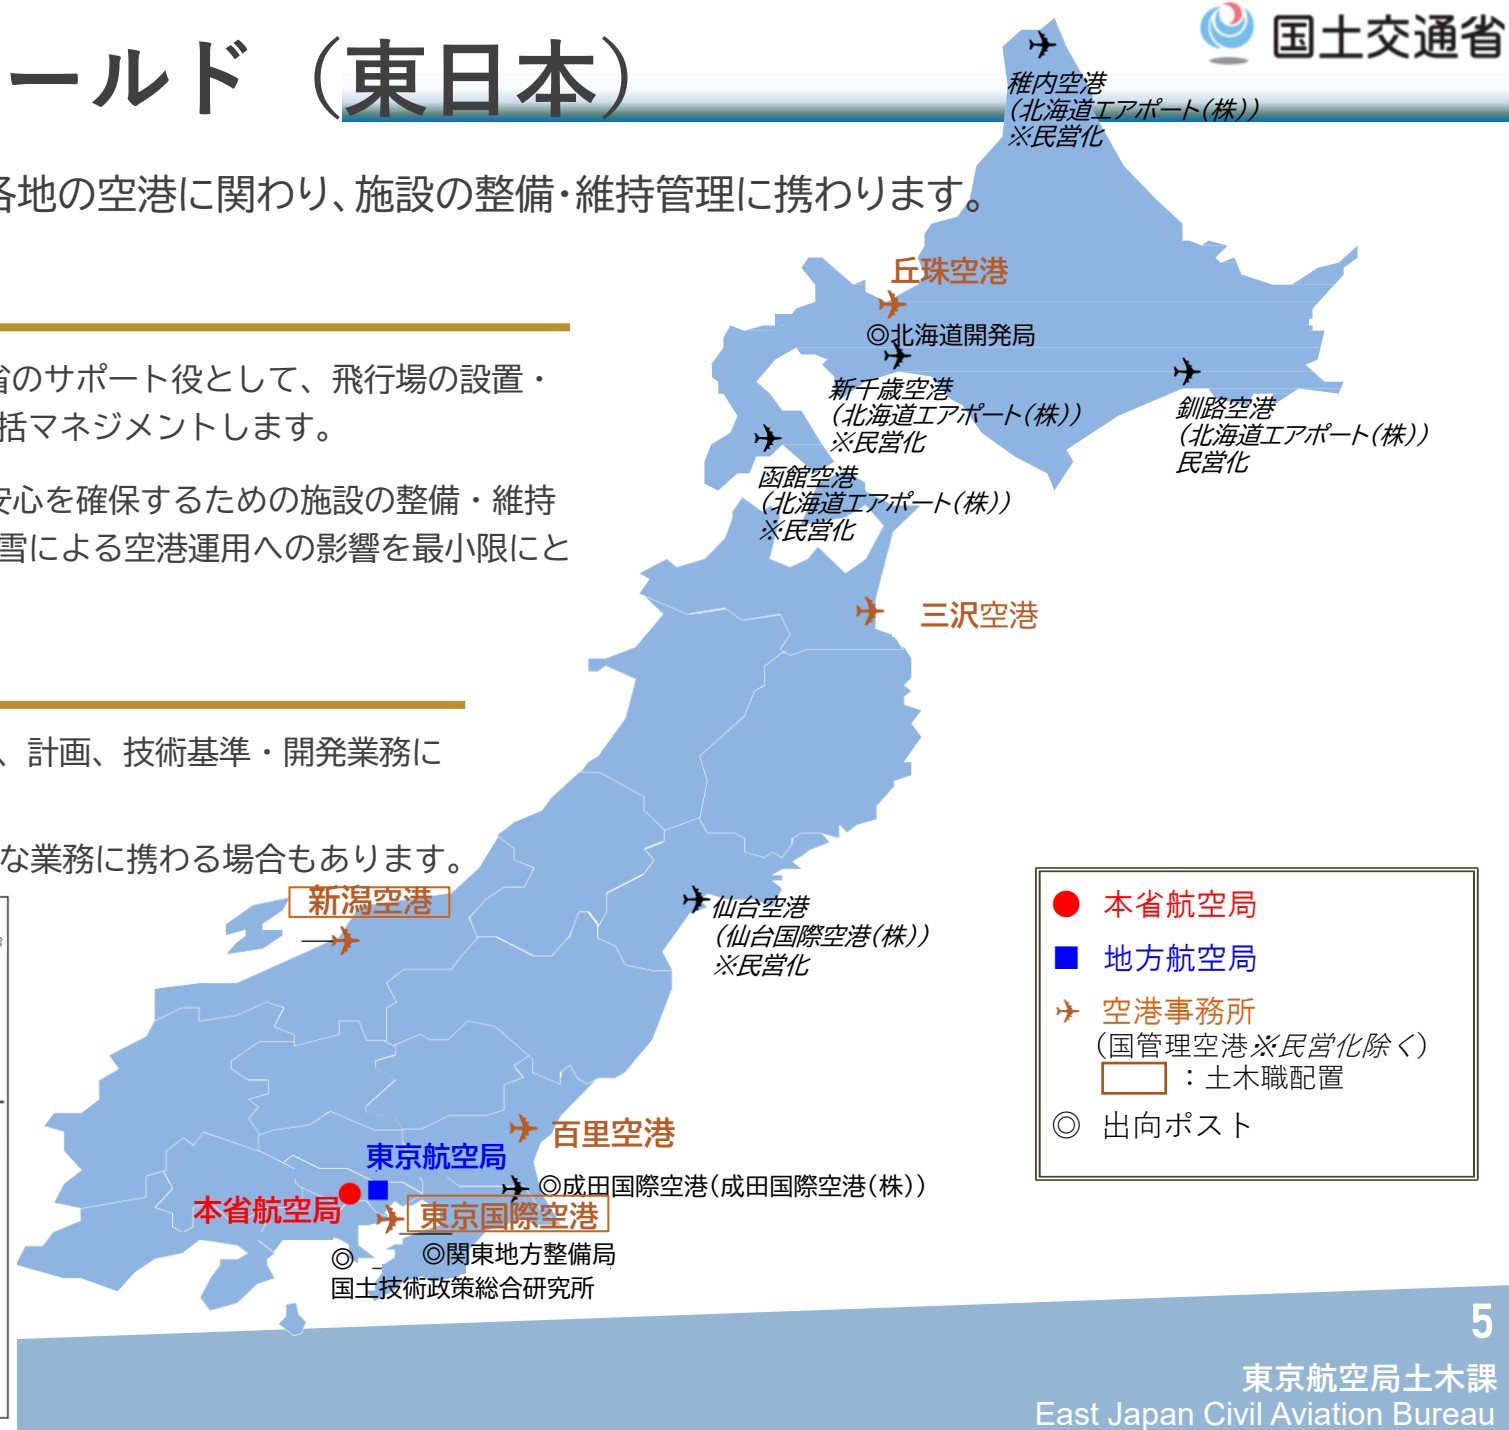 ールド（東日本）
国土交通省
各地の空港に関わり、施設の整備・維持管理に携わります。
省のサポート役として、飛行場の設置・
括マネジメントします。
安心を確保するための施設の整備・維持
雪による空港運用への影響を最小限にと
、計画、技術基準・開発業務に
な業務に携わる場合もあります。
稚内空港
（北海道エアポート（株））
※民営化
丘珠空港
◎北海道開発局
新千歳空港
（北海道エアポート（株））
※民営化
釧路空港
（北海道エアポート（株））
民営化
函館空港
（北海道エアポート（株））
※民営化
三沢空港
新潟空港
仙台空港
（仙台国際空港（株））
※民営化
百里空港
東京航空局
◎成田国際空港（成田国際空港（株））
本省航空局
東京国際空港
◎関東地方整備局
◎
国土技術政策総合研究所
本省航空局
地方航空局
空港事務所
（国管理空港※民営化除く）
：土木職配置
◎ 出向ポスト
5
東京航空局土木課
East Japan Civil Aviation Bureau